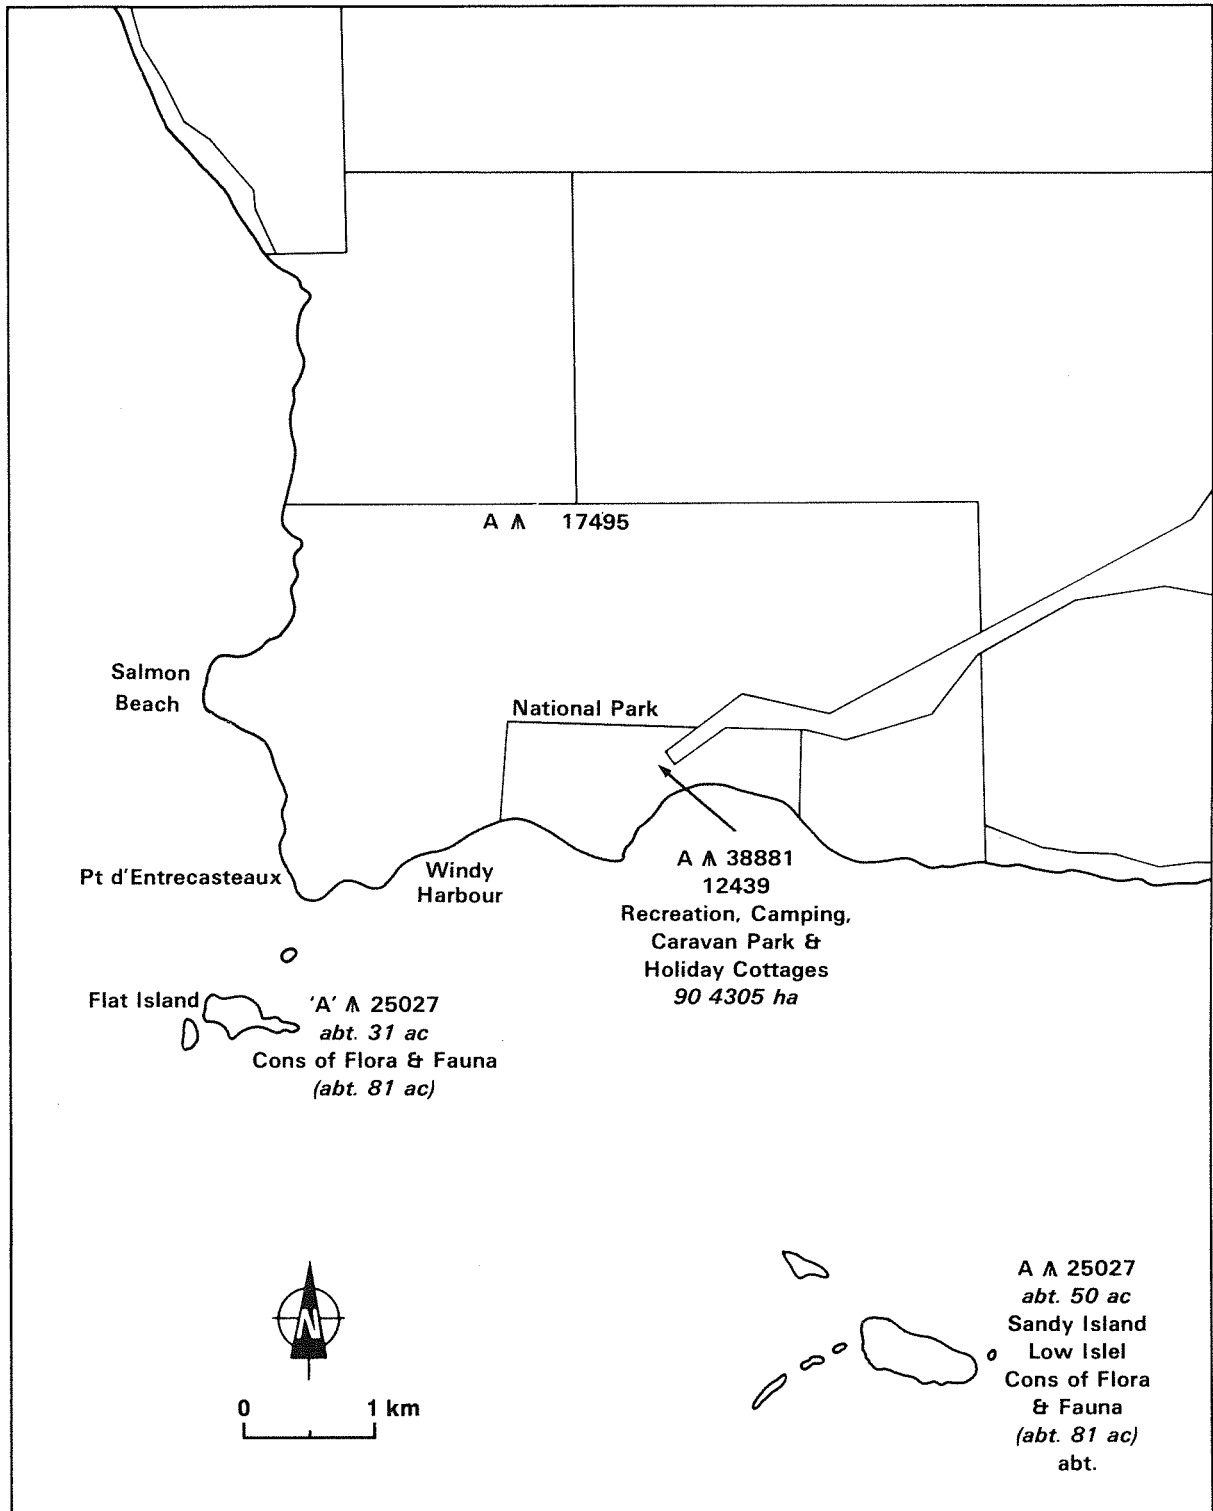 A 17495
Salmon
Beach
National Park
Pt d'Entrecasteaux
Windy
Harbour
A 38881
12439
Recreation, Camping,
Caravan Park &
Holiday Cottages
90 4305 ha
Flat Island
'A' 25027
abt. 31 ac
Cons of Flora & Fauna
(abt. 81 ac)
A 25027
abt. 50 ac
Sandy Island
Low Islel
Cons of Flora
& Fauna
(abt. 81 ac)
abt.
N
0 1 km